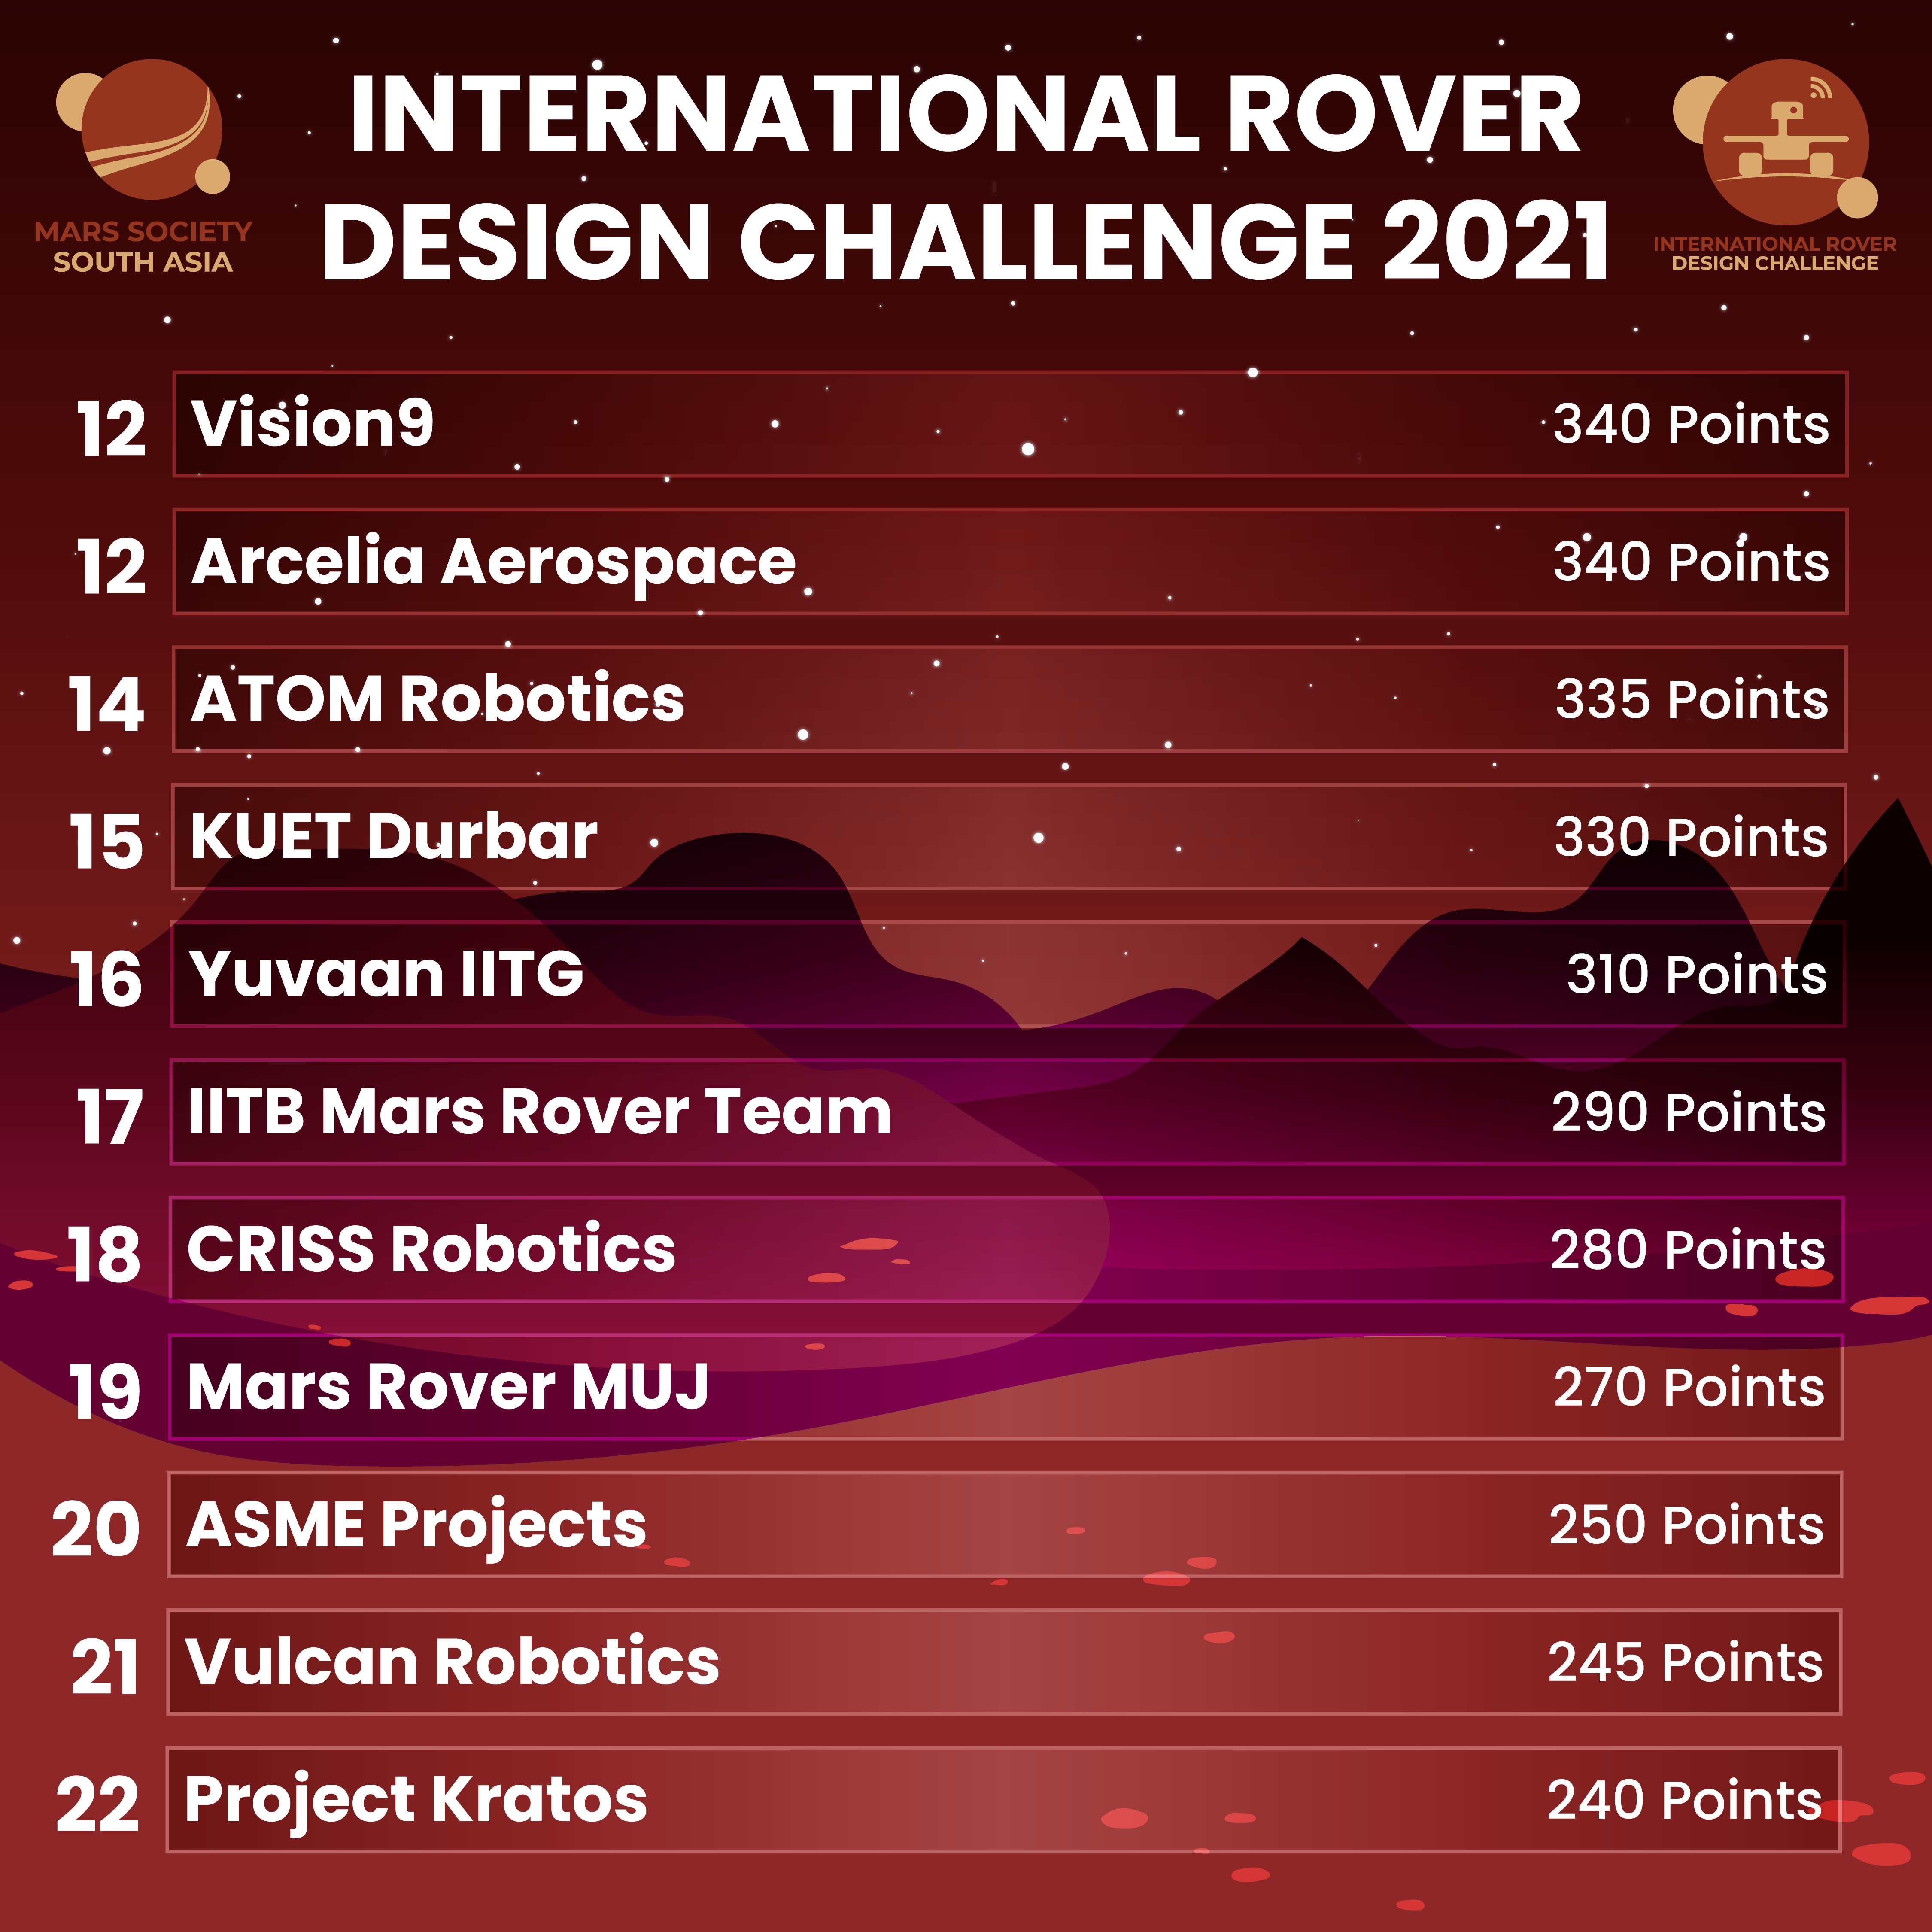 INTERNATIONAL ROVER
DESIGN CHALLENGE 2021
MARS SOCIETY
SOUTH ASIA
INTERNATIONAL ROVER
DESIGN CHALLENGE
12 Vision9 340 Points
12 Arcelia Aerospace 340 Points
14 ATOM Robotics 335 Points
15 KUET Durbar 330 Points
16 Yuvaan IITG 310 Points
17 IITB Mars Rover Team 290 Points
18 CRISS Robotics 280 Points
19 Mars Rover MUJ 270 Points
20 ASME Projects 250 Points
21 Vulcan Robotics 245 Points
22 Project Kratos 240 Points